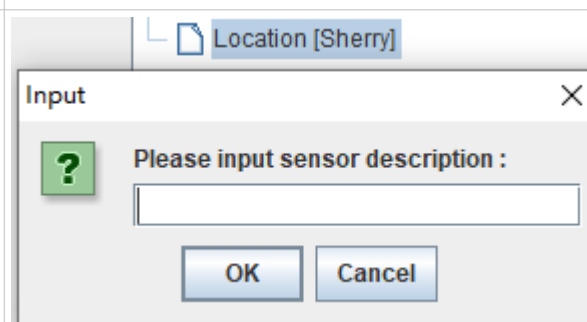 Location [Sherry]
Input
Please input sensor description :
OK
Cancel